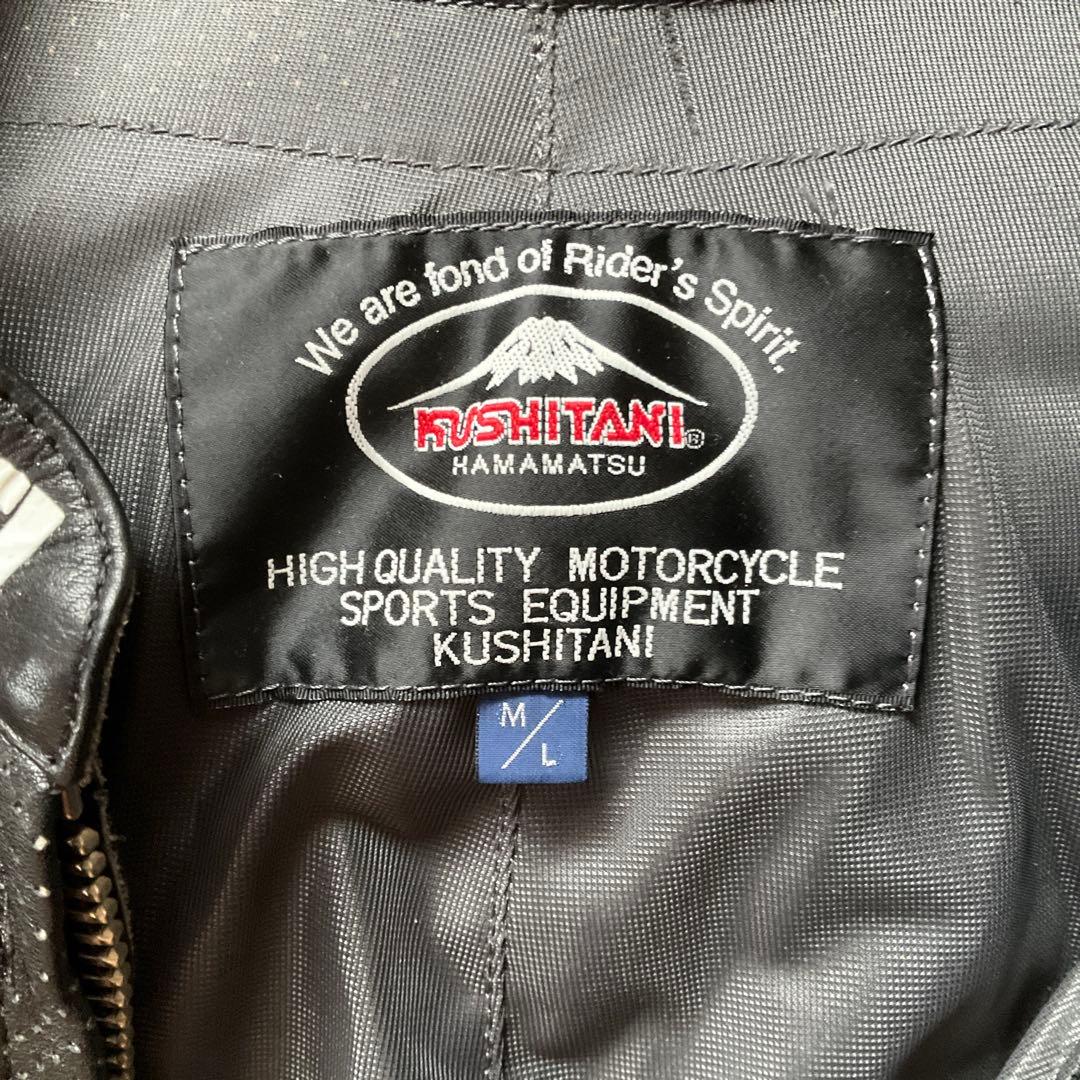 We are fond of Rider's Spirit.
KUSHITANI®
HAMAMATSU
HIGH QUALITY MOTORCYCLE
SPORTS EQUIPMENT
KUSHITANI
M/L